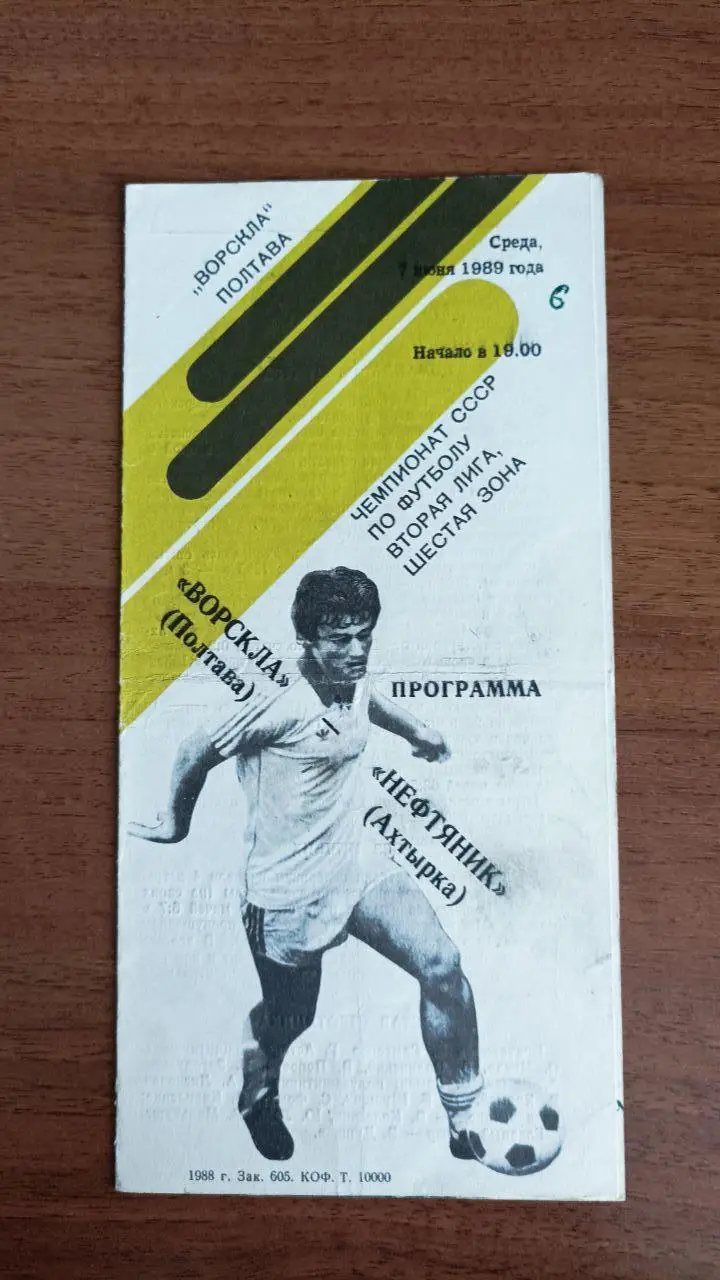 „ВОРСКЛА“
ПОЛТАВА
Среда,
7 июня 1989 года
6
Начало в 19.00
ЧЕМПИОНАТ СССР
ПО ФУТБОЛУ
ВТОРАЯ ЛИГА,
ШЕСТАЯ ЗОНА
«ВОРСКЛА»
(Полтава)
ПРОГРАММА
«НЕФТЯНИК»
(Ахтырка)
1988 г. Зак. 605. КОФ. Т. 10000